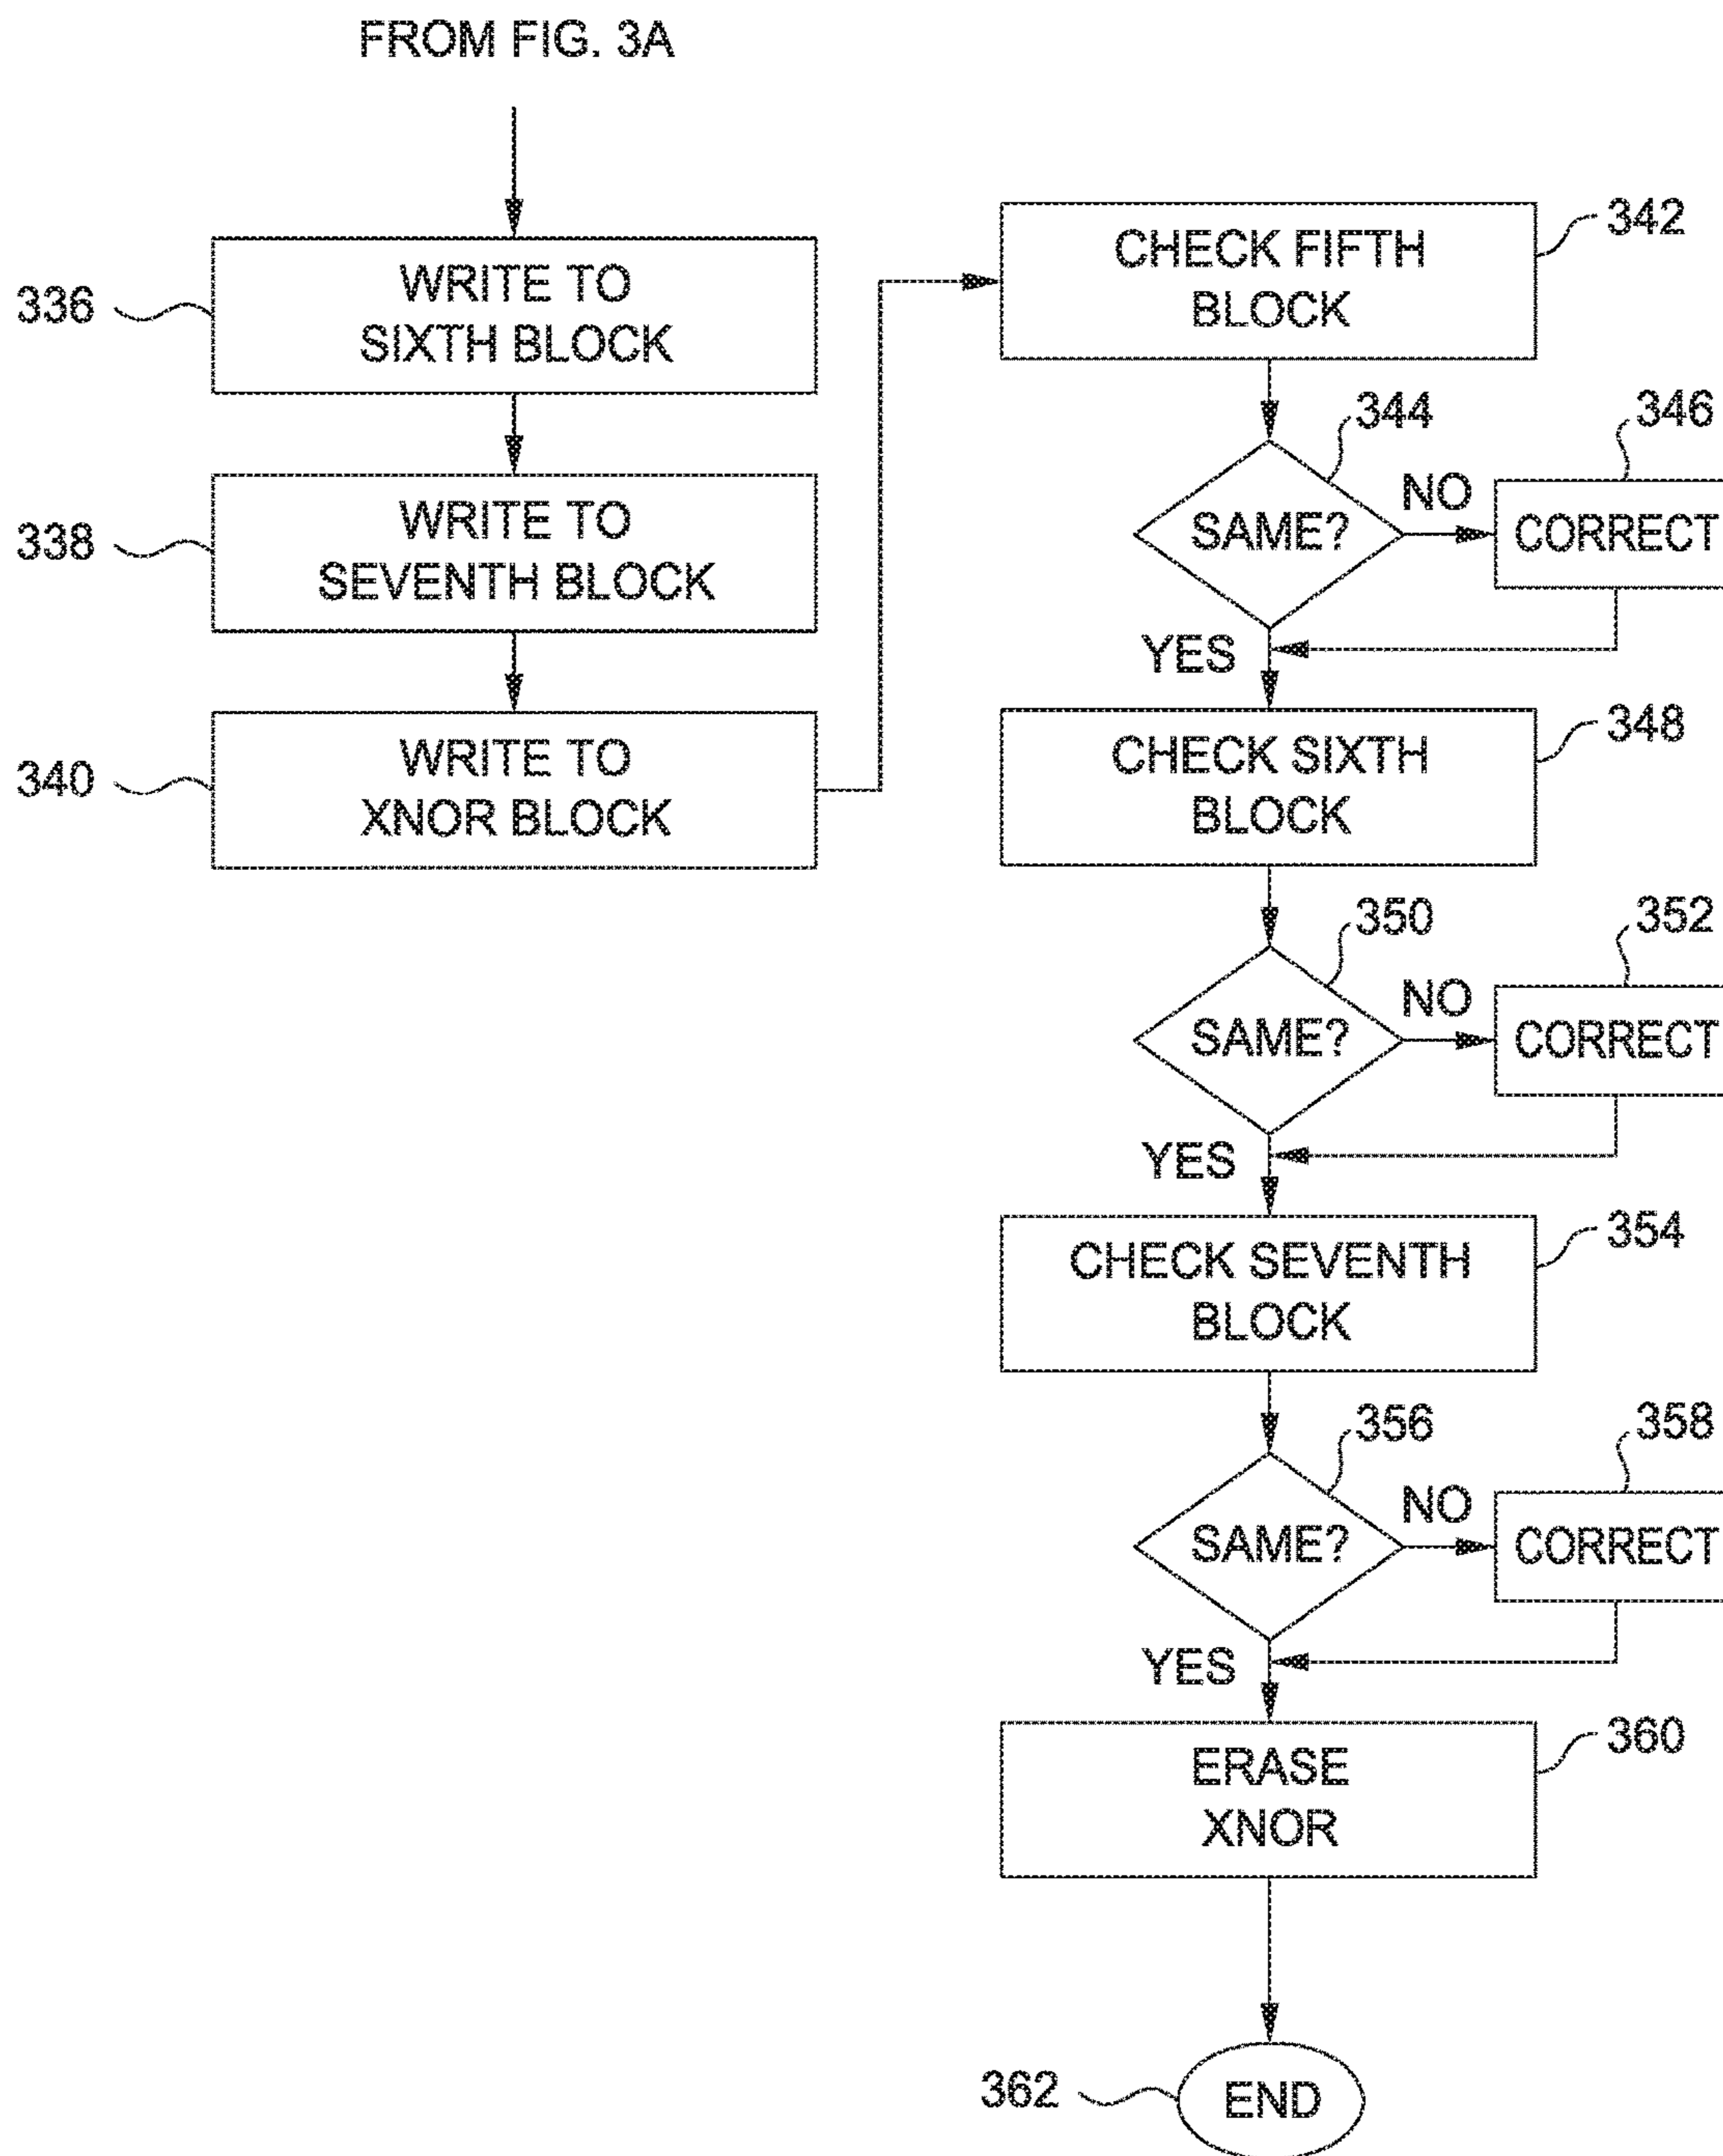 FROM FIG. 3A
336
WRITE TO
SIXTH BLOCK
338
WRITE TO
SEVENTH BLOCK
340
WRITE TO
XNOR BLOCK
342
CHECK FIFTH
BLOCK
344
SAME?
NO
346
CORRECT
YES
348
CHECK SIXTH
BLOCK
350
SAME?
NO
352
CORRECT
YES
354
CHECK SEVENTH
BLOCK
356
SAME?
NO
358
CORRECT
YES
360
ERASE
XNOR
362
END